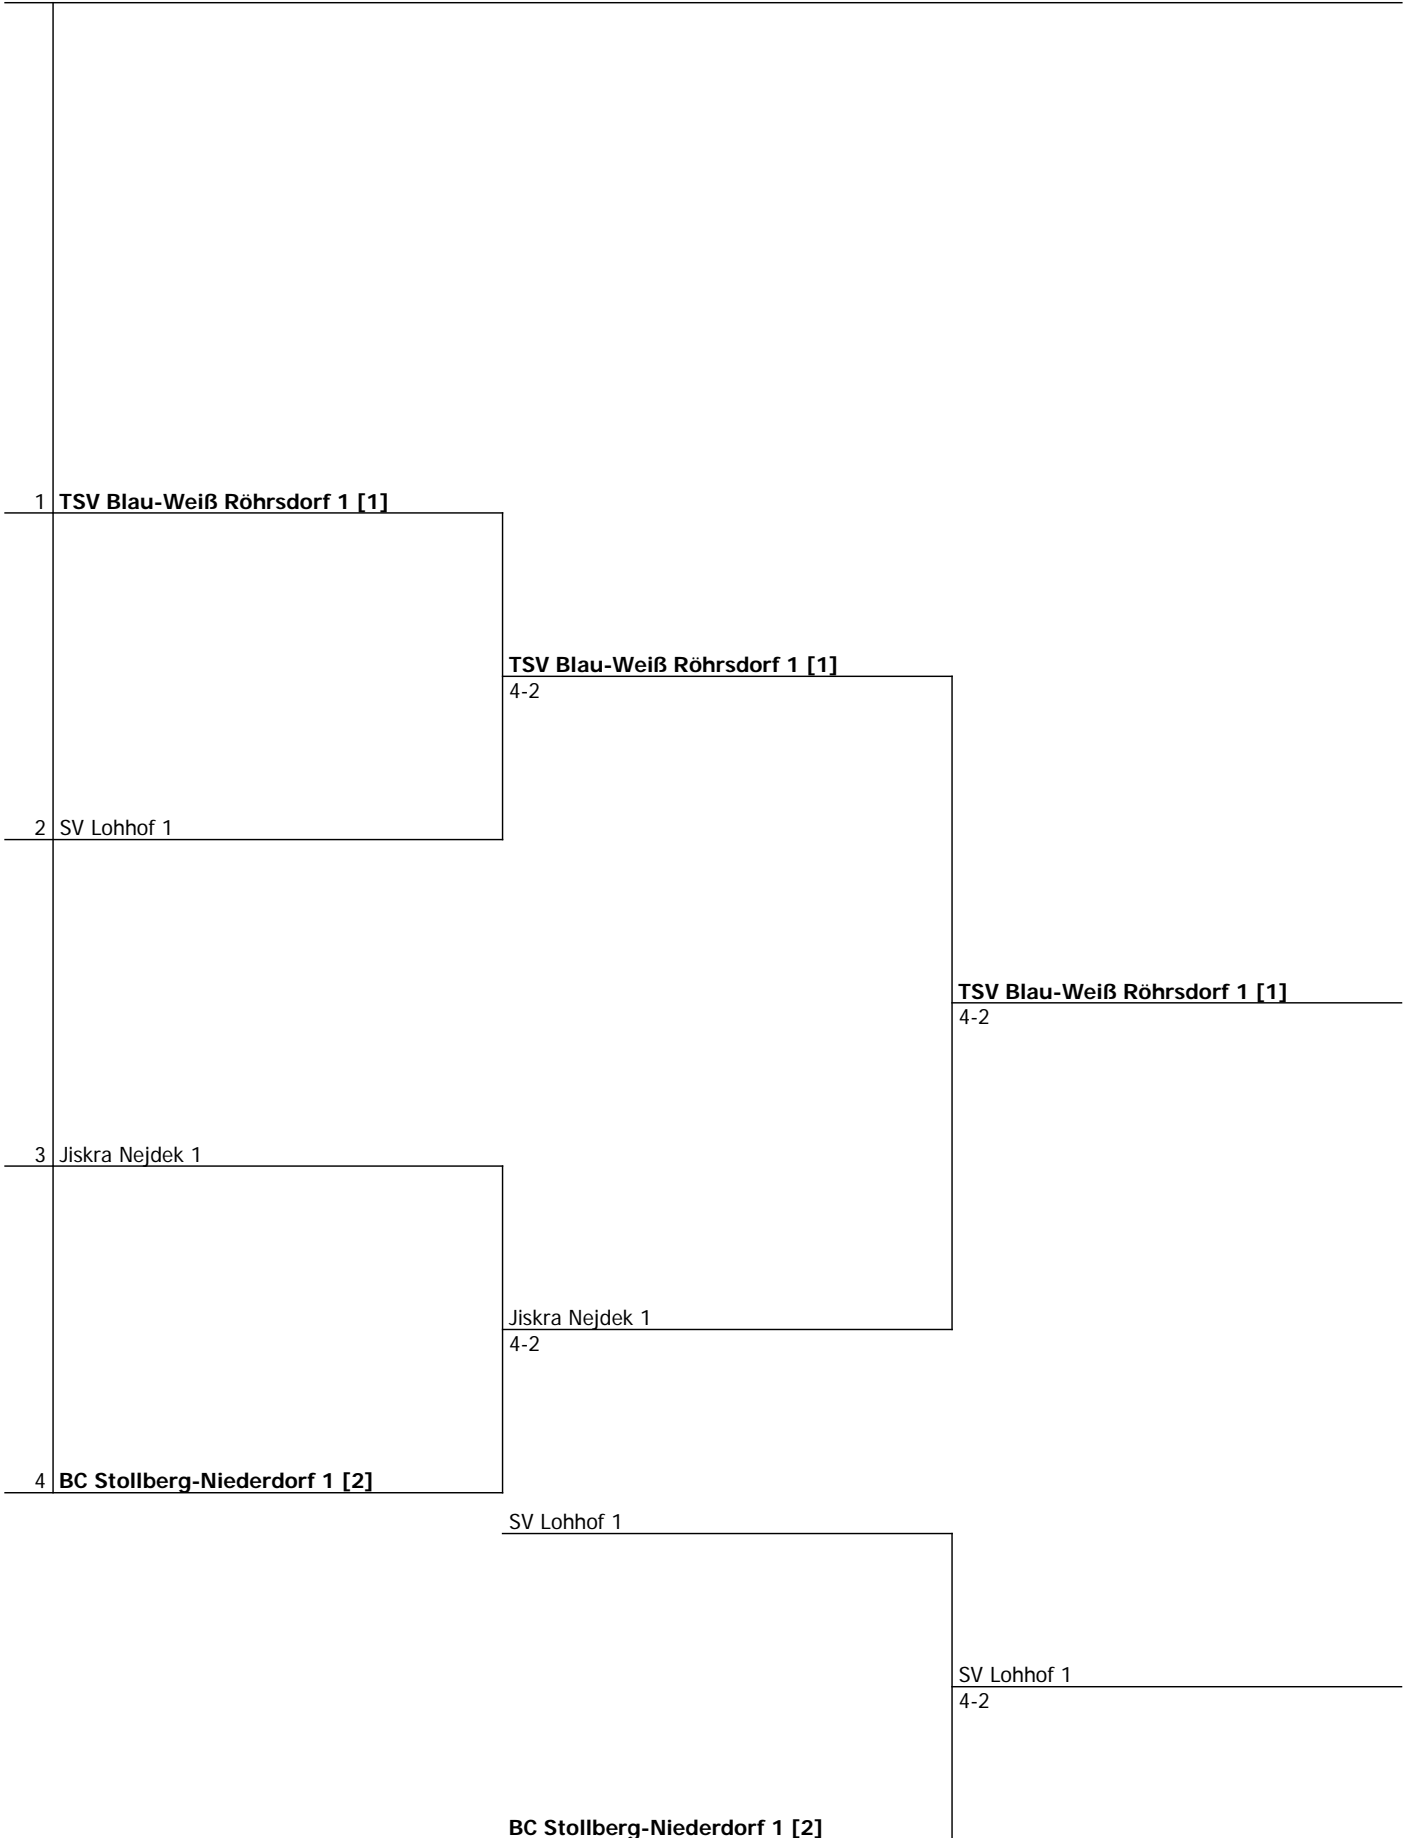 1 TSV Blau-Weiß Röhrsdorf 1 [1]
TSV Blau-Weiß Röhrsdorf 1 [1]
4-2
2 SV Lohhof 1
TSV Blau-Weiß Röhrsdorf 1 [1]
4-2
3 Jiskra Nejdek 1
Jiskra Nejdek 1
4-2
4 BC Stollberg-Niederdorf 1 [2]
SV Lohhof 1
SV Lohhof 1
4-2
BC Stollberg-Niederdorf 1 [2]